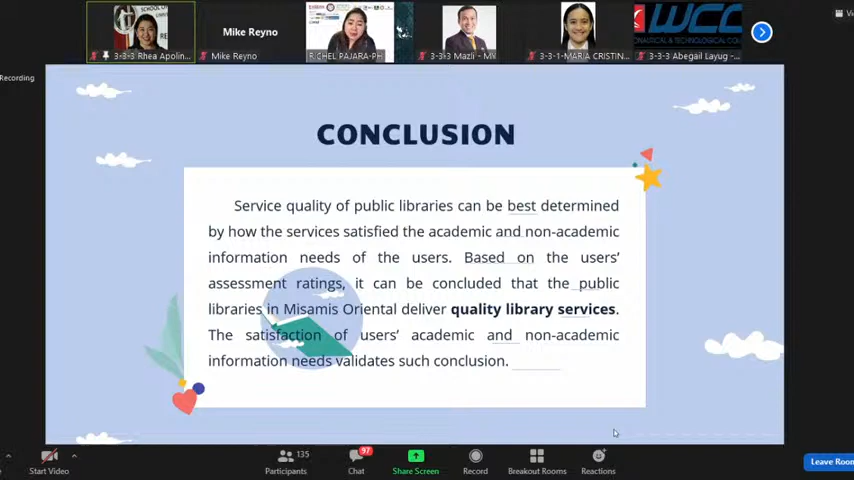 3-3-3 Rhea Apolin...
Mike Reyno
Mike Reyno
RICHEL PAJARA-PH
3-3-3 Mazli - MY
3-3-1-MARIA CRISTIN...
WCC
3-3-3 Abegail Layug -...
Recording
CONCLUSION
Service quality of public libraries can be best determined
by how the services satisfied the academic and non-academic
information needs of the users. Based on the users'
assessment ratings, it can be concluded that the public
libraries in Misamis Oriental deliver quality library services.
The satisfaction of users' academic and non-academic
information needs validates such conclusion.
Start Video
135
Participants
97
Chat
Share Screen
Record
Breakout Rooms
Reactions
Leave Room